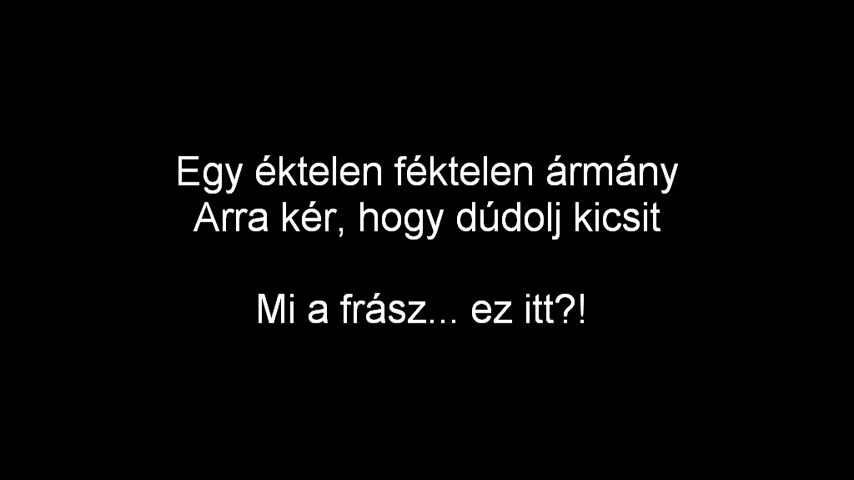 Egy éktelen féktelen ármány
Arra kér, hogy dúdolj kicsit
Mi a frász... ez itt?!